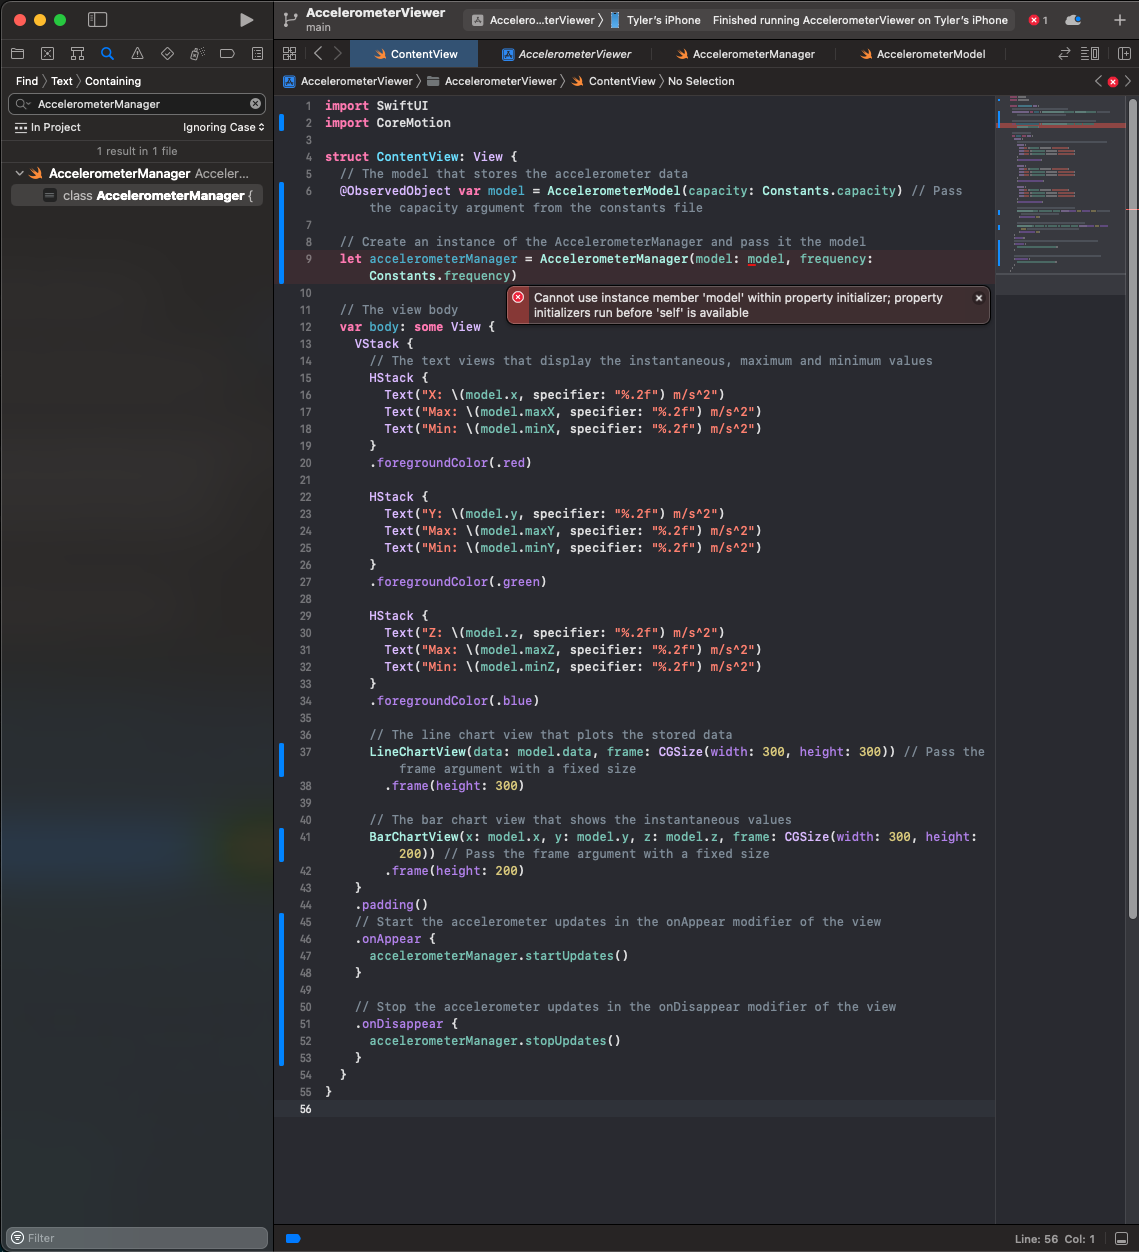 AccelerometerViewer
main
Accelero...terViewer
Tyler's iPhone
Finished running AccelerometerViewer on Tyler's iPhone
1
ContentView
AccelerometerViewer
AccelerometerManager
AccelerometerModel
Find
Text
Containing
AccelerometerManager
In Project
Ignoring Case
1 result in 1 file
AccelerometerManager Acceler...
class AccelerometerManager {
Filter
AccelerometerViewer
AccelerometerViewer
ContentView
No Selection
1 import SwiftUI
2 import CoreMotion
3
4 struct ContentView: View {
5 // The model that stores the accelerometer data
6 @ObservedObject var model = AccelerometerModel(capacity: Constants.capacity) // Pass
the capacity argument from the constants file
7
8 // Create an instance of the AccelerometerManager and pass it the model
9 let accelerometerManager = AccelerometerManager(model: model, frequency:
Constants.frequency)
Cannot use instance member 'model' within property initializer; property
initializers run before 'self' is available
10
11 // The view body
12 var body: some View {
13 VStack {
14 // The text views that display the instantaneous, maximum and minimum values
15 HStack {
16 Text("X: \(model.x, specifier: "%.2f") m/s^2")
17 Text("Max: \(model.maxX, specifier: "%.2f") m/s^2")
18 Text("Min: \(model.minX, specifier: "%.2f") m/s^2")
19 }
20 .foregroundColor(.red)
21
22 HStack {
23 Text("Y: \(model.y, specifier: "%.2f") m/s^2")
24 Text("Max: \(model.maxY, specifier: "%.2f") m/s^2")
25 Text("Min: \(model.minY, specifier: "%.2f") m/s^2")
26 }
27 .foregroundColor(.green)
28
29 HStack {
30 Text("Z: \(model.z, specifier: "%.2f") m/s^2")
31 Text("Max: \(model.maxZ, specifier: "%.2f") m/s^2")
32 Text("Min: \(model.minZ, specifier: "%.2f") m/s^2")
33 }
34 .foregroundColor(.blue)
35
36 // The line chart view that plots the stored data
37 LineChartView(data: model.data, frame: CGSize(width: 300, height: 300)) // Pass the
frame argument with a fixed size
38 .frame(height: 300)
39
40 // The bar chart view that shows the instantaneous values
41 BarChartView(x: model.x, y: model.y, z: model.z, frame: CGSize(width: 300, height:
200)) // Pass the frame argument with a fixed size
42 .frame(height: 200)
43 }
44 .padding()
45 // Start the accelerometer updates in the onAppear modifier of the view
46 .onAppear {
47 accelerometerManager.startUpdates()
48 }
49
50 // Stop the accelerometer updates in the onDisappear modifier of the view
51 .onDisappear {
52 accelerometerManager.stopUpdates()
53 }
54 }
55 }
56
Line: 56 Col: 1